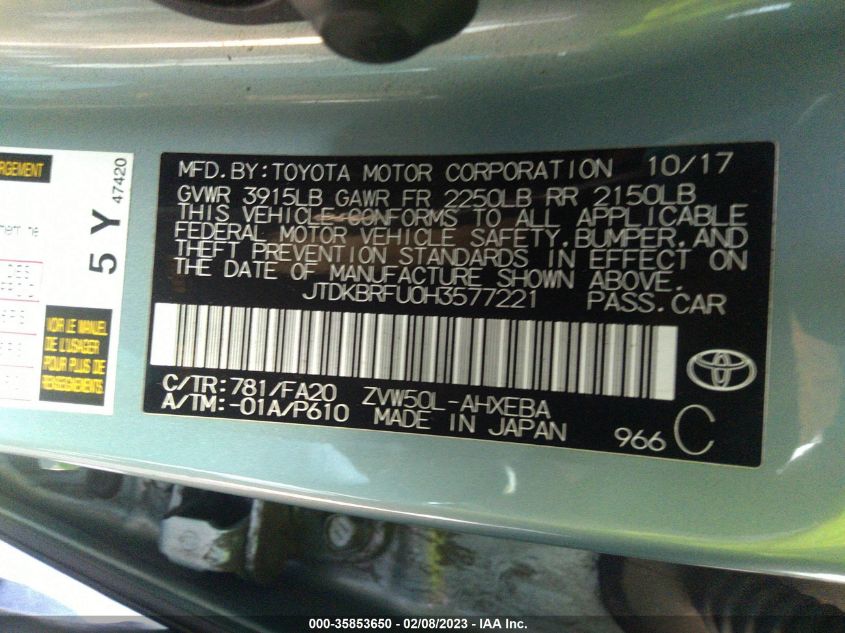 MFD.BY:TOYOTA MOTOR CORPORATION 10/17
GVWR 3915LB GAWR FR 2250LB RR 2150LB
THIS VEHICLE CONFORMS TO ALL APPLICABLE
FEDERAL MOTOR VEHICLE SAFETY,BUMPER,AND
THEFT PREVENTION STANDARDS IN EFFECT ON
THE DATE OF MANUFACTURE SHOWN ABOVE.
JTDKBRFU0H3577221 PASS.CAR
C/TR:781/FA20 ZVW50L-AHXEBA
A/TM:-01A/P610 MADE IN JAPAN
966 C
5 Y
47420
VOIR LE MANUEL
DE L'USAGER
POUR PLUS DE
RENSEIGNEMENTS
000-35853650 — 02/08/2023 — IAA Inc.